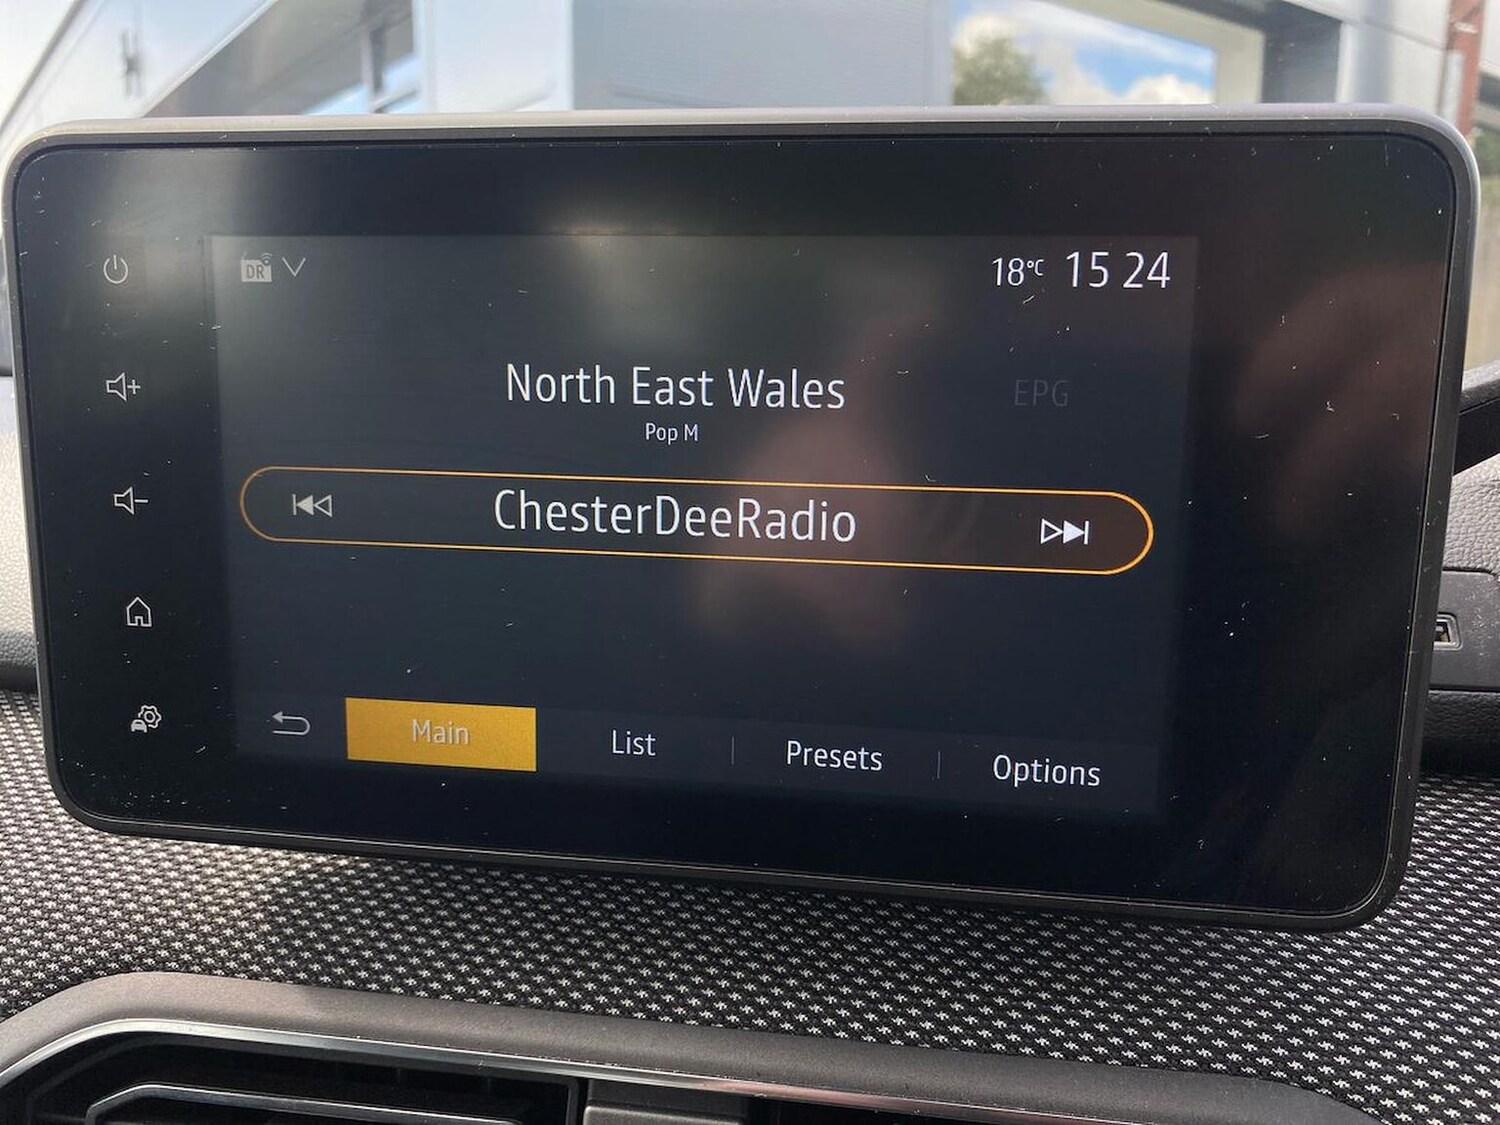 DR
18°C 15 24
North East Wales
EPG
Pop M
ChesterDeeRadio
Main
List
Presets
Options